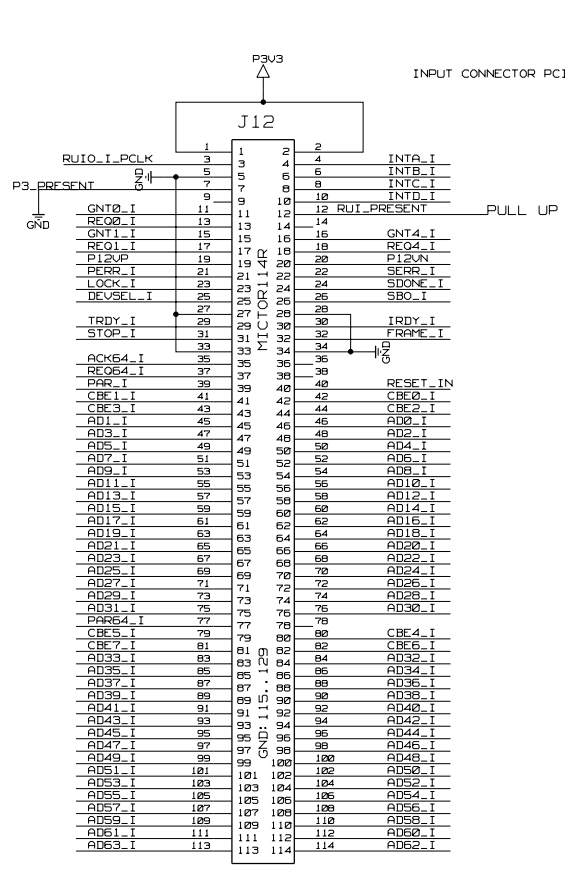 P3V3
INPUT CONNECTOR PCI
J12
1 1 2 2
RUIO_I_PCLK 3 3 4 4 INTA_I
GND 5 5 6 6 INTB_I
P3_PRESENT 7 7 8 8 INTC_I
9 9 10 10 INTD_I
GND
GNT0_I 11 11 12 12 RUI_PRESENT PULL UP
REQ0_I 13 13 14 14
GNT1_I 15 15 16 16 GNT4_I
REQ1_I 17 17 18 18 REQ4_I
P12VP 19 19 20 20 P12VN
PERR_I 21 21 22 22 SERR_I
LOCK_I 23 23 24 24 SDONE_I
DEVSEL_I 25 25 26 26 SBO_I
27 27 28 28
TRDY_I 29 29 30 30 IRDY_I
STOP_I 31 31 32 32 FRAME_I
33 33 34 34 GND
MICTOR114R
ACK64_I 35 35 36 36
REQ64_I 37 37 38 38
PAR_I 39 39 40 40 RESET_IN
CBE1_I 41 41 42 42 CBE0_I
CBE3_I 43 43 44 44 CBE2_I
AD1_I 45 45 46 46 AD0_I
AD3_I 47 47 48 48 AD2_I
AD5_I 49 49 50 50 AD4_I
AD7_I 51 51 52 52 AD6_I
AD9_I 53 53 54 54 AD8_I
AD11_I 55 55 56 56 AD10_I
AD13_I 57 57 58 58 AD12_I
AD15_I 59 59 60 60 AD14_I
AD17_I 61 61 62 62 AD16_I
AD19_I 63 63 64 64 AD18_I
AD21_I 65 65 66 66 AD20_I
AD23_I 67 67 68 68 AD22_I
AD25_I 69 69 70 70 AD24_I
AD27_I 71 71 72 72 AD26_I
AD29_I 73 73 74 74 AD28_I
AD31_I 75 75 76 76 AD30_I
PAR64_I 77 77 78 78
CBE5_I 79 79 80 80 CBE4_I
CBE7_I 81 81 82 82 CBE6_I
AD33_I 83 83 84 84 AD32_I
AD35_I 85 85 86 86 AD34_I
AD37_I 87 87 88 88 AD36_I
AD39_I 89 89 90 90 AD38_I
AD41_I 91 91 92 92 AD40_I
AD43_I 93 93 94 94 AD42_I
AD45_I 95 95 96 96 AD44_I
AD47_I 97 97 98 98 AD46_I
AD49_I 99 99 100 100 AD48_I
GND:115..129
AD51_I 101 101 102 102 AD50_I
AD53_I 103 103 104 104 AD52_I
AD55_I 105 105 106 106 AD54_I
AD57_I 107 107 108 108 AD56_I
AD59_I 109 109 110 110 AD58_I
AD61_I 111 111 112 112 AD60_I
AD63_I 113 113 114 114 AD62_I